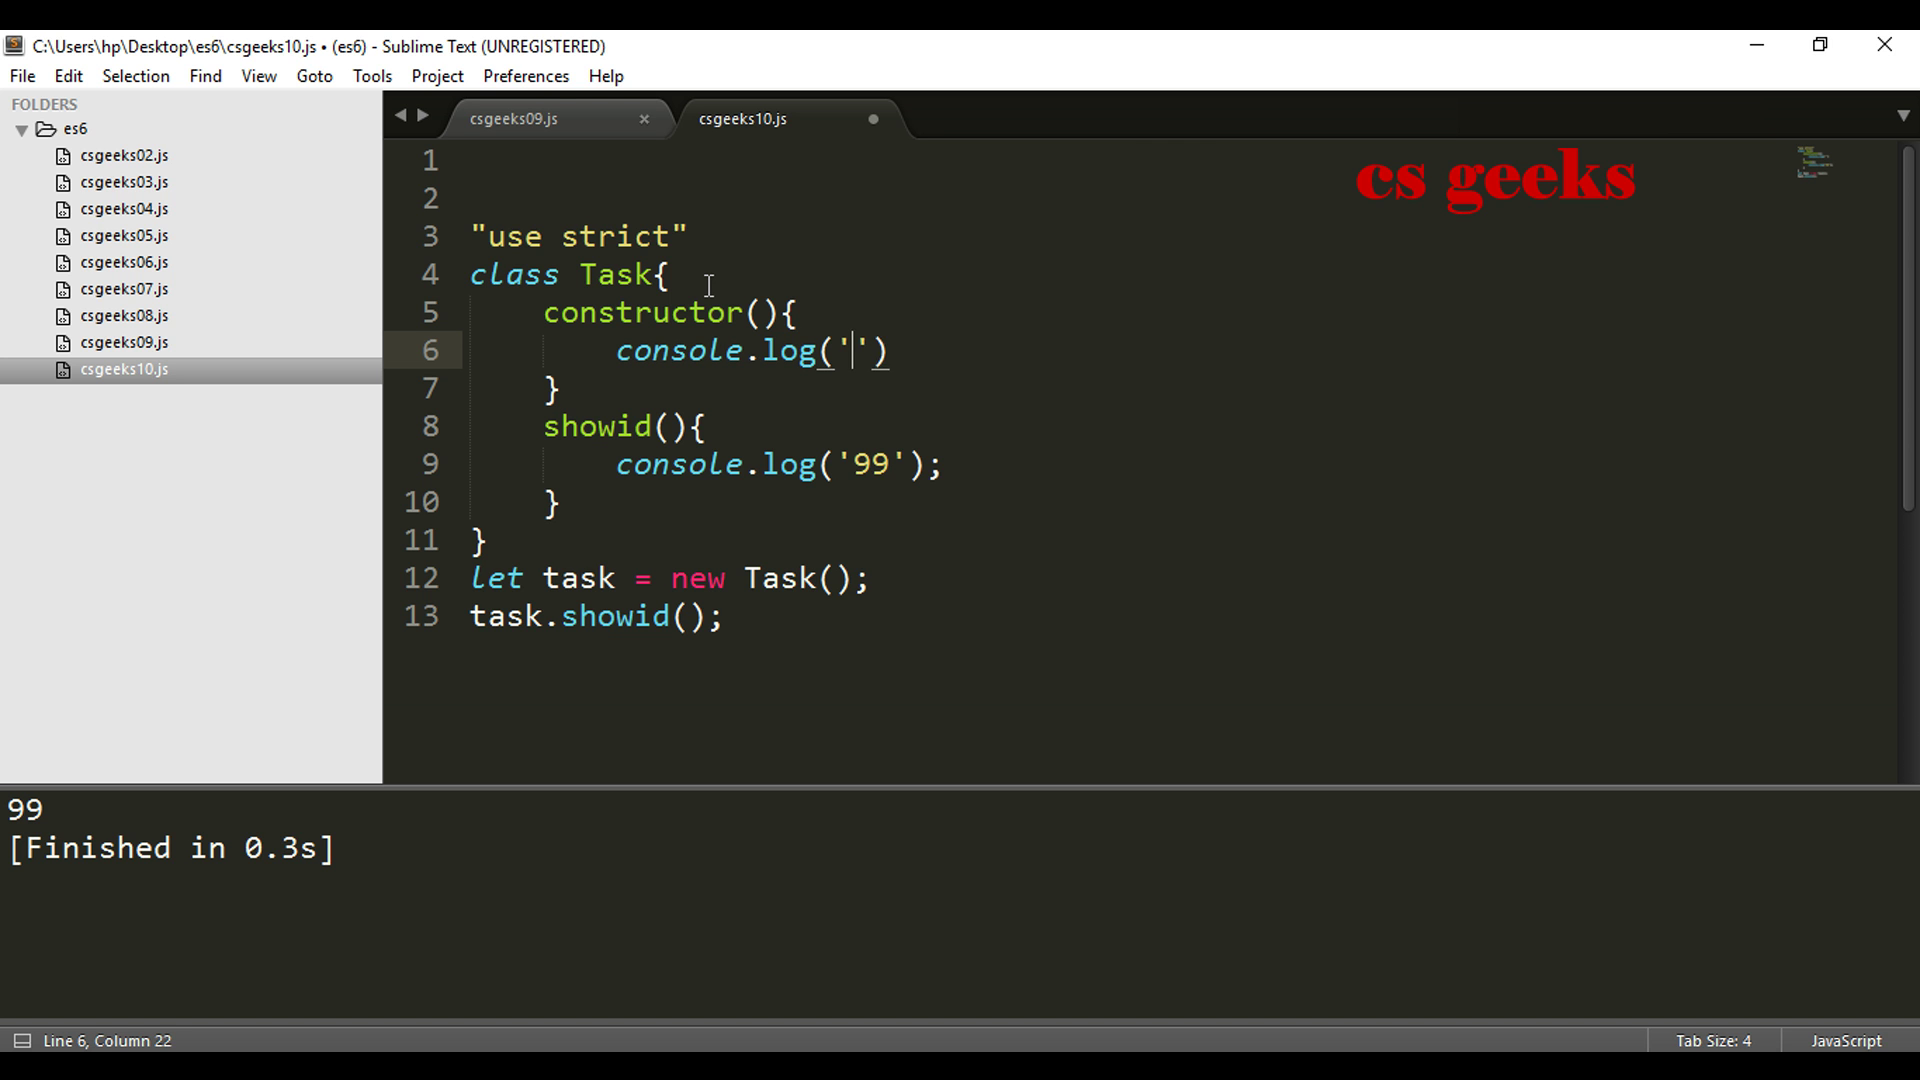 C:\Users\hp\Desktop\es6\csgeeks10.js • (es6) - Sublime Text (UNREGISTERED)
File Edit Selection Find View Goto Tools Project Preferences Help
FOLDERS
es6
csgeeks02.js
csgeeks03.js
csgeeks04.js
csgeeks05.js
csgeeks06.js
csgeeks07.js
csgeeks08.js
csgeeks09.js
csgeeks10.js
csgeeks09.js × csgeeks10.js
cs geeks
1
2
3 "use strict"
4 class Task{
5     constructor(){
6         console.log('')
7     }
8     showid(){
9         console.log('99');
10     }
11 }
12 let task = new Task();
13 task.showid();
99
[Finished in 0.3s]
Line 6, Column 22 Tab Size: 4 JavaScript